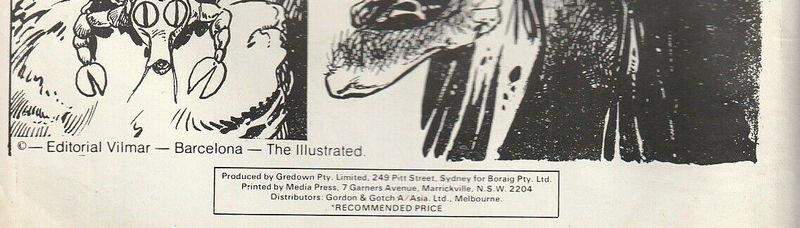 ©— Editorial Vilmar — Barcelona — The Illustrated.
Produced by Gredown Pty. Limited, 249 Pitt Street, Sydney for Boraig Pty. Ltd.
Printed by Media Press, 7 Garners Avenue, Marrickville, N.S.W. 2204
Distributors: Gordon & Gotch A/Asia. Ltd., Melbourne.
*RECOMMENDED PRICE